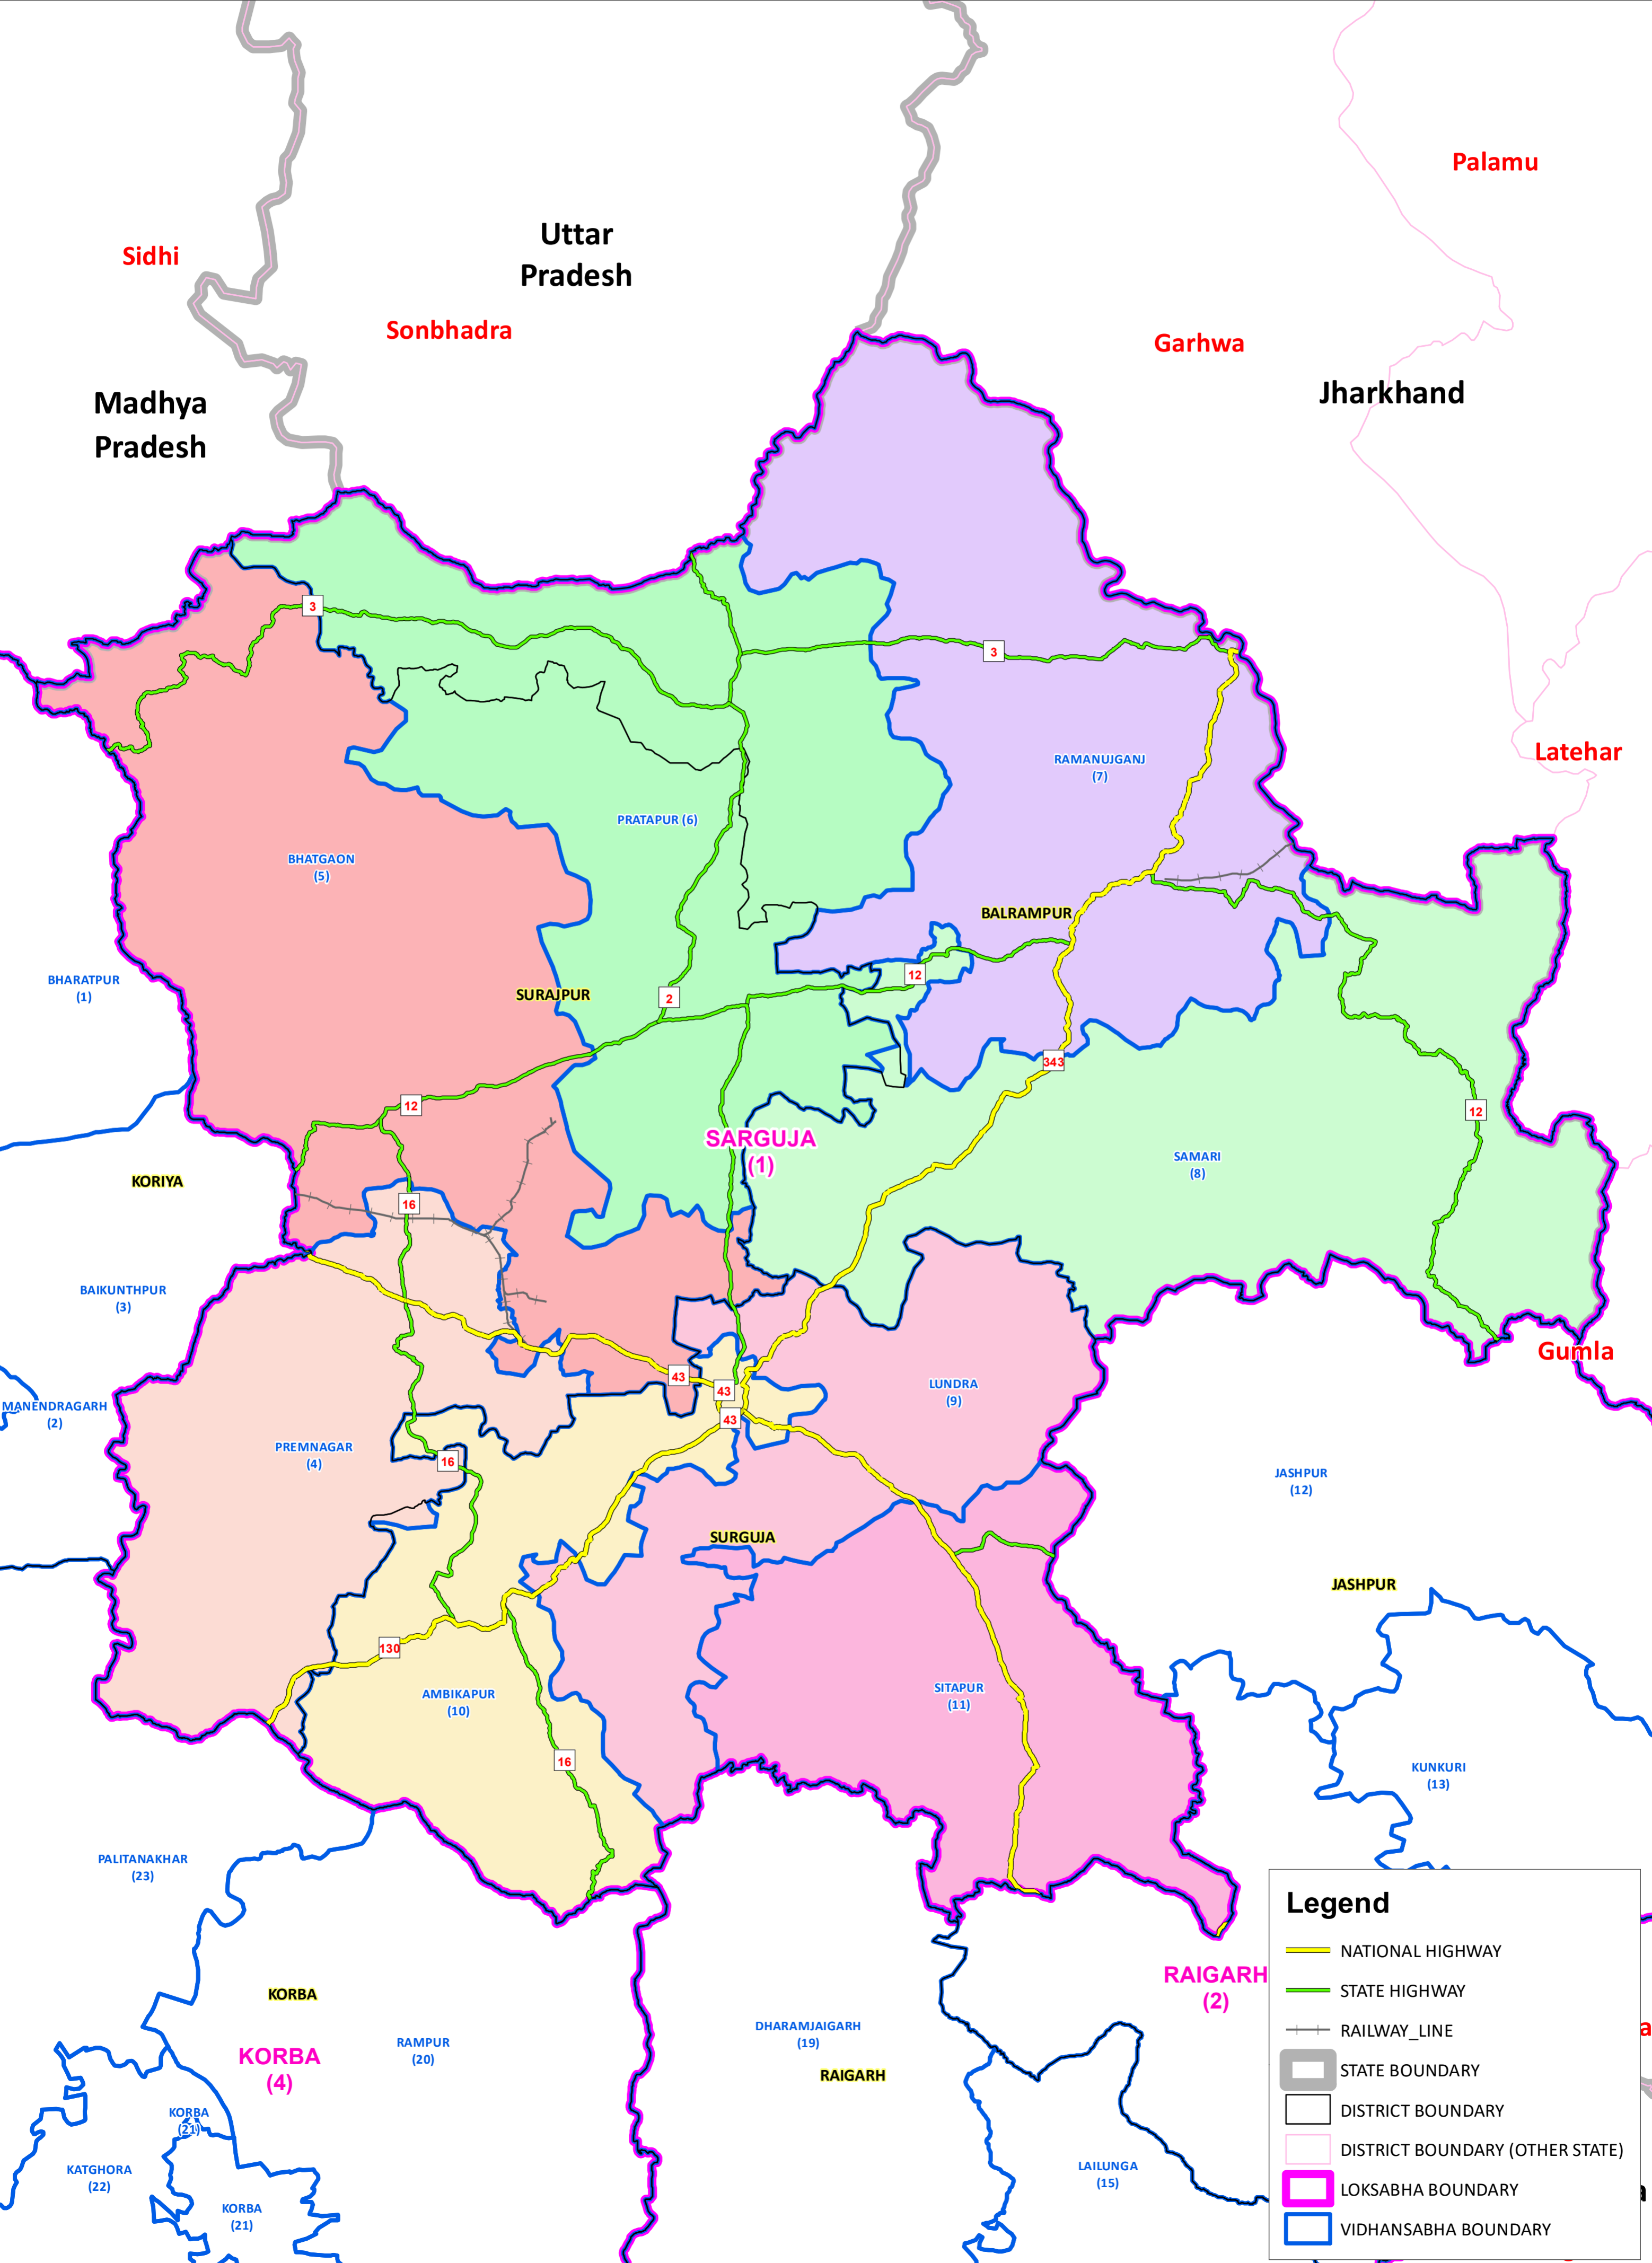 Palamu
Uttar
Pradesh
Sidhi
Sonbhadra
Garhwa
Jharkhand
Madhya
Pradesh
3
3
Latehar
RAMANUJGANJ
(7)
PRATAPUR (6)
BHATGAON
(5)
BALRAMPUR
BHARATPUR
(1)
12
SURAJPUR
2
343
12
12
SARGUJA
(1)
SAMARI
(8)
KORIYA
16
BAIKUNTHPUR
(3)
Gumla
43
43
43
LUNDRA
(9)
MANENDRAGARH
(2)
PREMNAGAR
(4)
16
JASHPUR
(12)
SURGUJA
JASHPUR
130
AMBIKAPUR
(10)
SITAPUR
(11)
16
KUNKURI
(13)
PALITANAKHAR
(23)
RAIGARH
(2)
KORBA
DHARAMJAIGARH
(19)
RAMPUR
(20)
KORBA
(4)
RAIGARH
KORBA
(21)
KATGHORA
(22)
LAILUNGA
(15)
KORBA
(21)
Legend
NATIONAL HIGHWAY
STATE HIGHWAY
RAILWAY_LINE
STATE BOUNDARY
DISTRICT BOUNDARY
DISTRICT BOUNDARY (OTHER STATE)
LOKSABHA BOUNDARY
VIDHANSABHA BOUNDARY